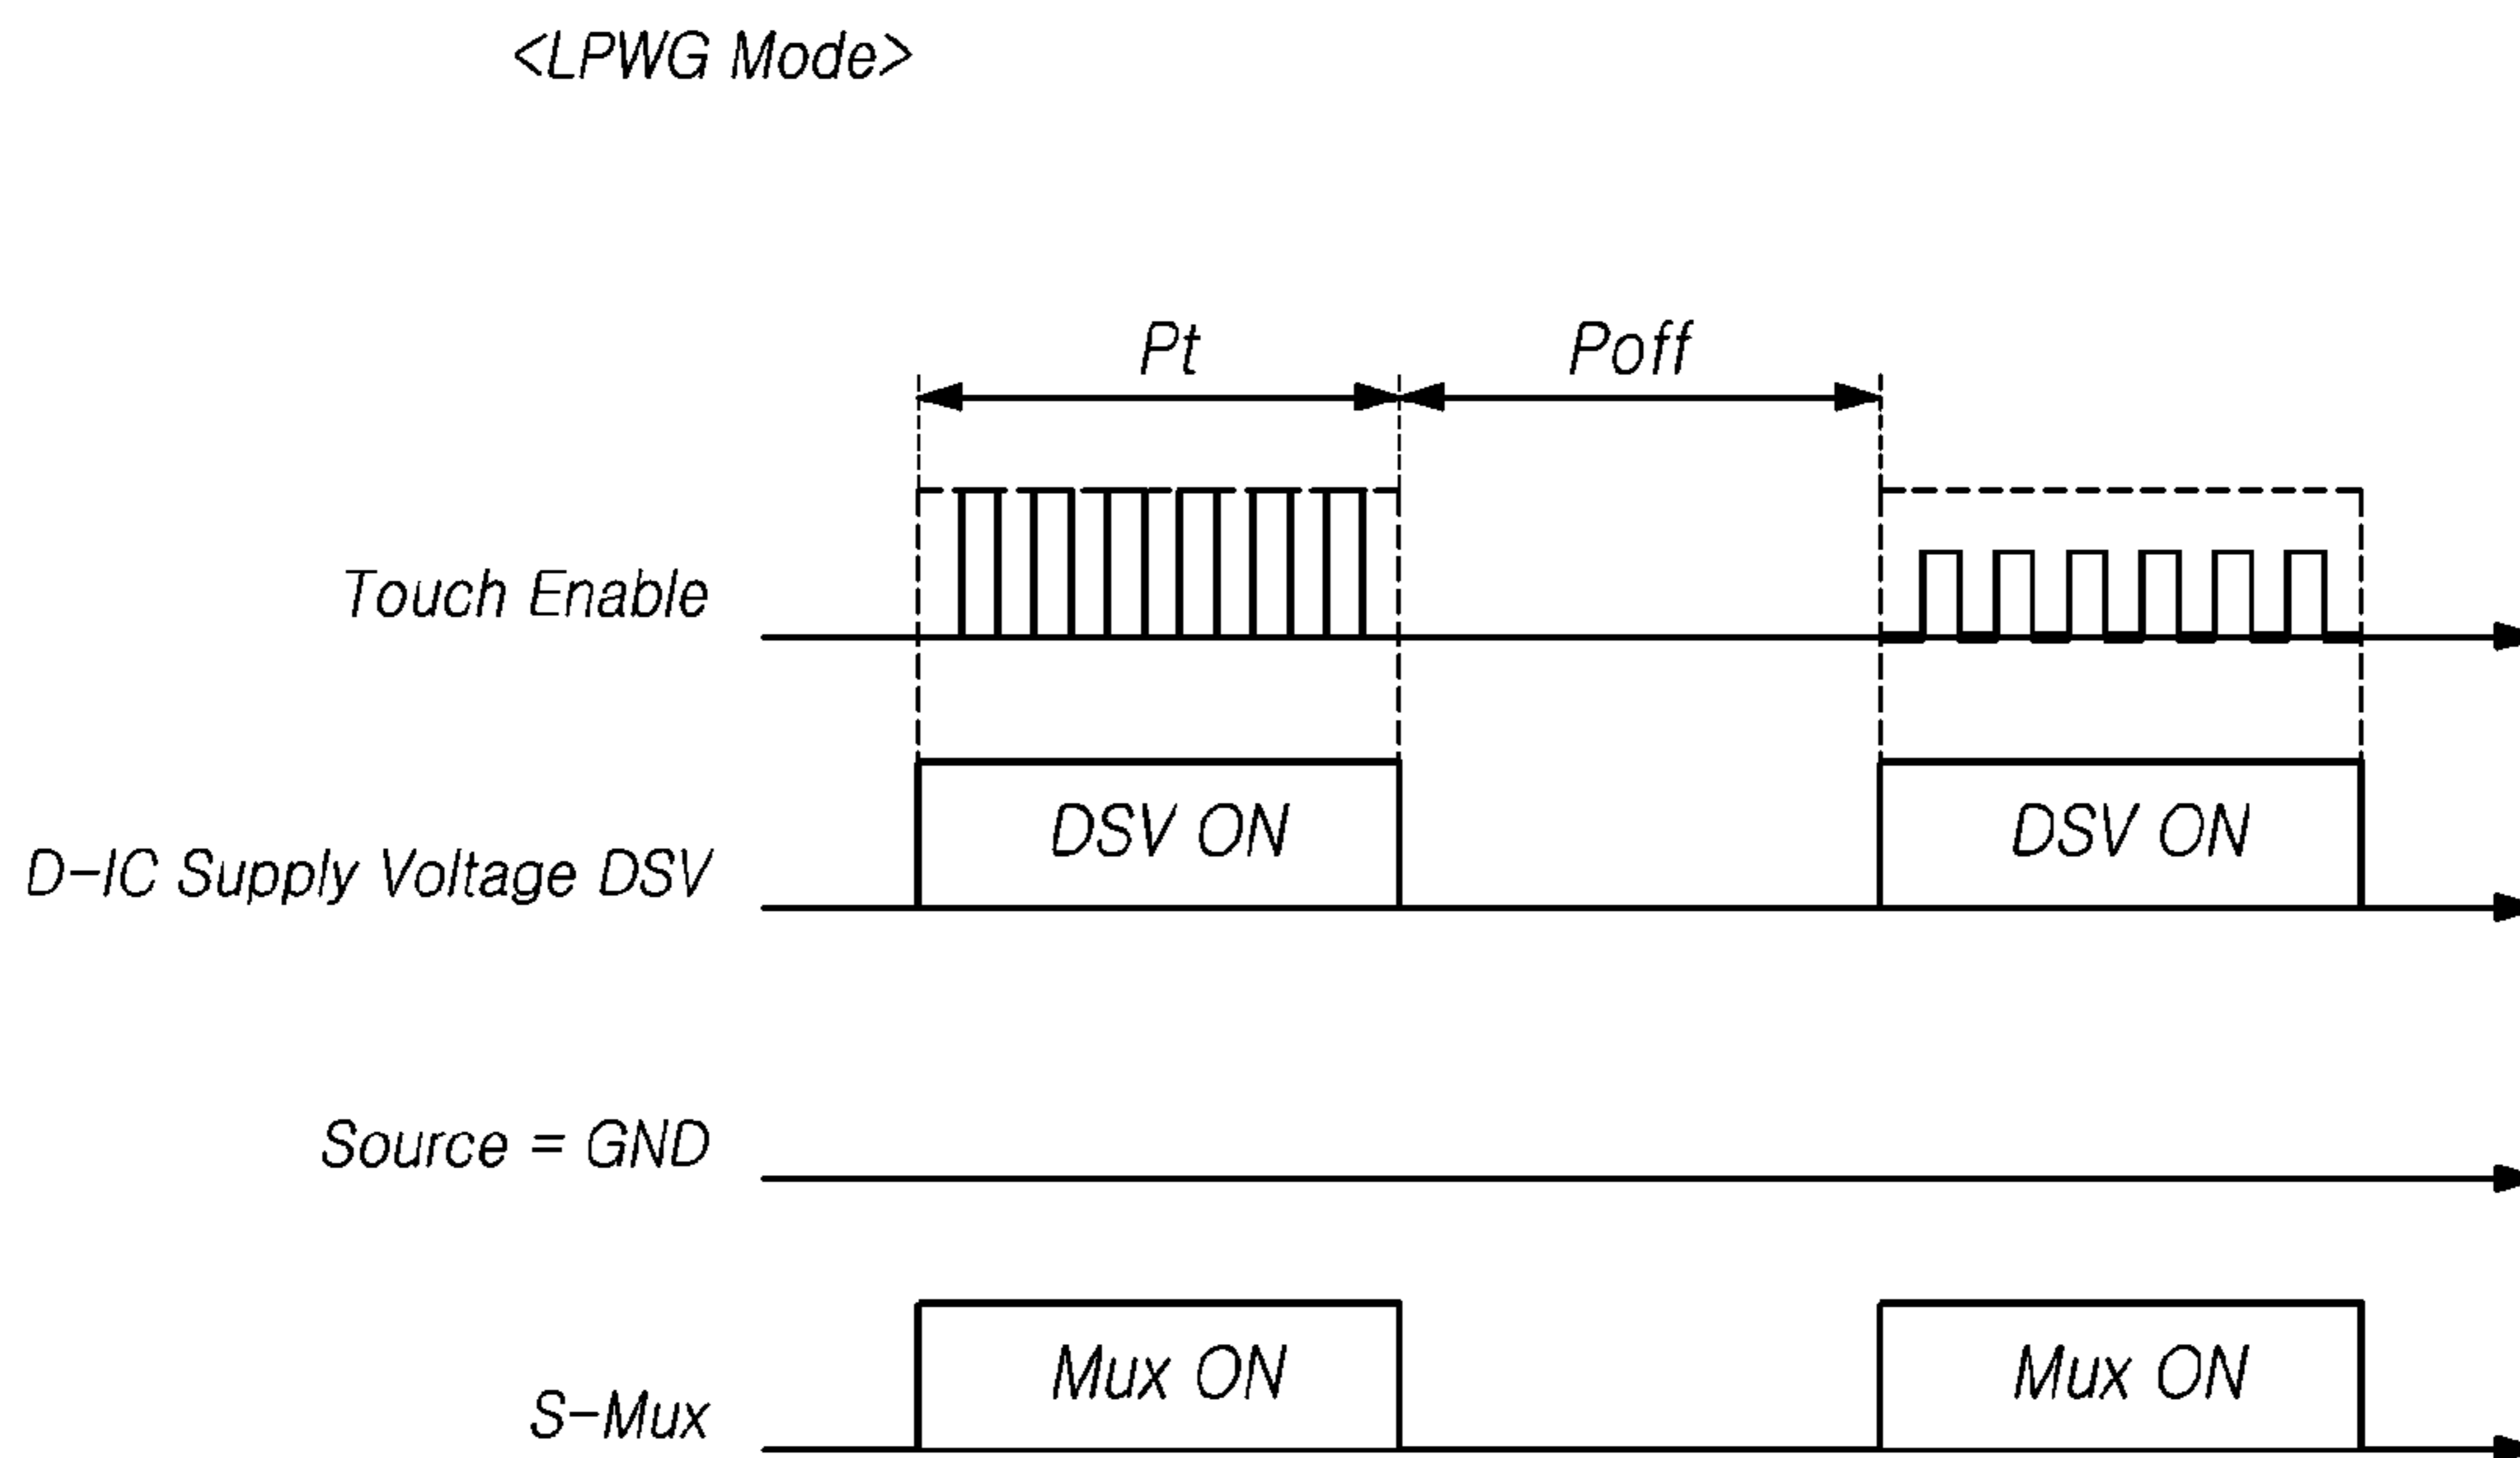 <LPWG Mode>
Pt Poff
Touch Enable
DSV ON DSV ON
D-IC Supply Voltage DSV
Source = GND
Mux ON Mux ON
S-Mux